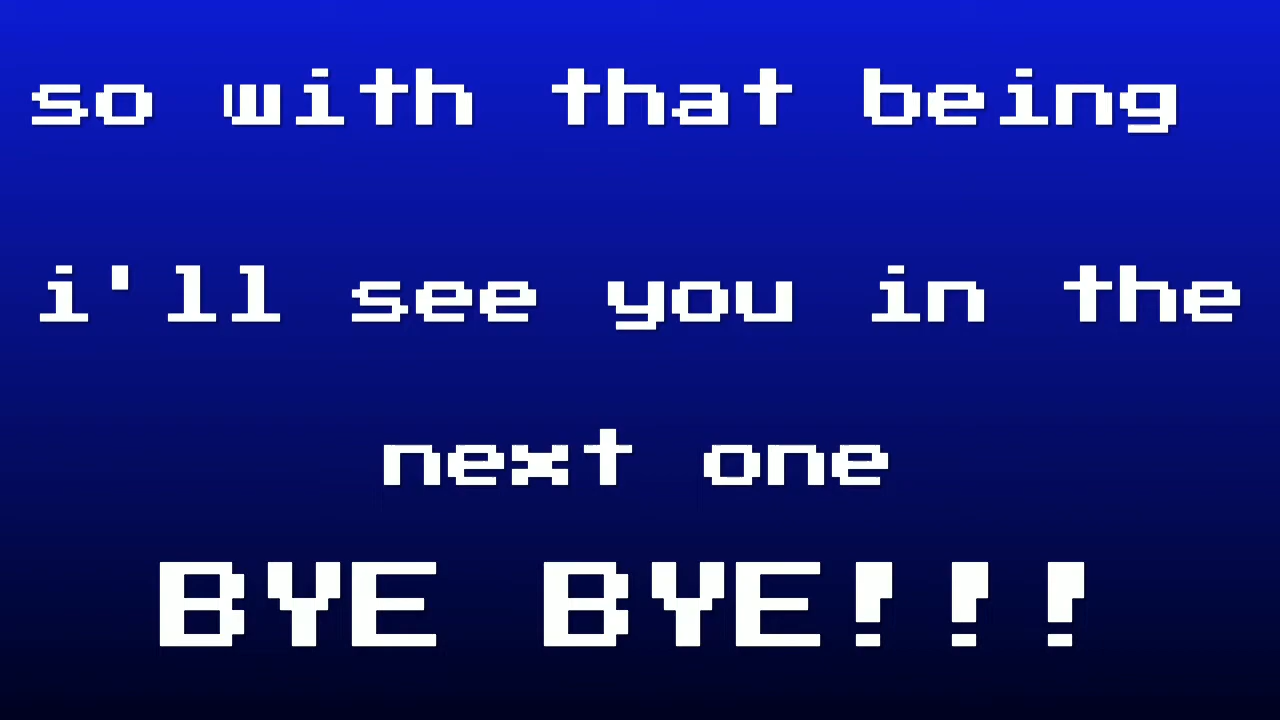 so with that being
i'll see you in the
next one
BYE BYE!!!